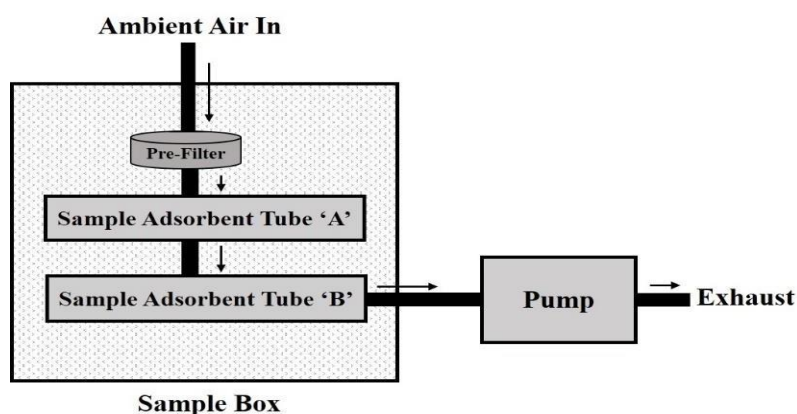 Ambient Air In
Pre-Filter
Sample Adsorbent Tube ‘A’
Sample Adsorbent Tube ‘B’
Pump
Exhaust
Sample Box